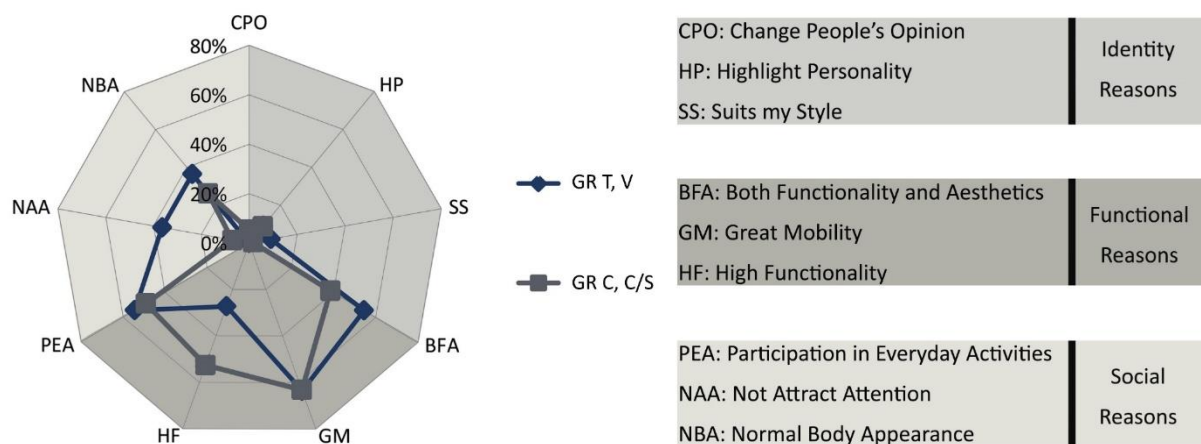 CPO
80%
NBA
HP
60%
40%
20%
NAA
SS
0%
PEA
BFA
HF
GM
GR T, V
GR C, C/S
CPO: Change People's Opinion
HP: Highlight Personality
SS: Suits my Style
Identity
Reasons
BFA: Both Functionality and Aesthetics
GM: Great Mobility
HF: High Functionality
Functional
Reasons
PEA: Participation in Everyday Activities
NAA: Not Attract Attention
NBA: Normal Body Appearance
Social
Reasons